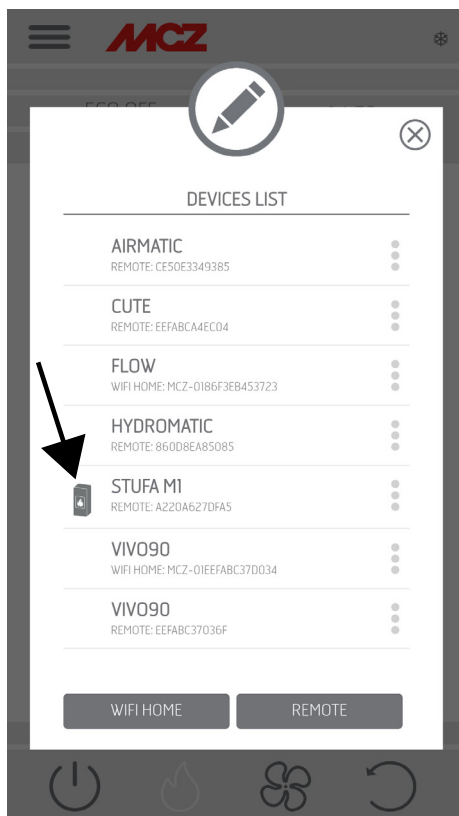 MCZ
DEVICES LIST
AIRMATIC
REMOTE: CE50E3349385
CUTE
REMOTE: EEFABCA4EC04
FLOW
WIFI HOME: MCZ-0186F3EB453723
HYDROMATIC
REMOTE: 860D8EA85085
STUFA M1
REMOTE: A220A627DFA5
VIVO90
WIFI HOME: MCZ-01EEFABC37D034
VIVO90
REMOTE: EEFABC37036F
WIFI HOME
REMOTE